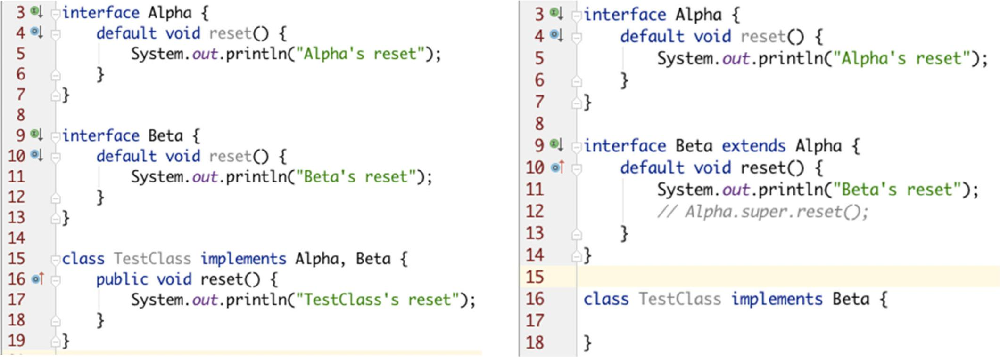 3 interface Alpha {
4 default void reset() {
5 System.out.println("Alpha's reset");
6 }
7 }
8
9 interface Beta {
10 default void reset() {
11 System.out.println("Beta's reset");
12 }
13 }
14
15 class TestClass implements Alpha, Beta {
16 public void reset() {
17 System.out.println("TestClass's reset");
18 }
19 }
3 interface Alpha {
4 default void reset() {
5 System.out.println("Alpha's reset");
6 }
7 }
8
9 interface Beta extends Alpha {
10 default void reset() {
11 System.out.println("Beta's reset");
12 // Alpha.super.reset();
13 }
14 }
15
16 class TestClass implements Beta {
17
18 }